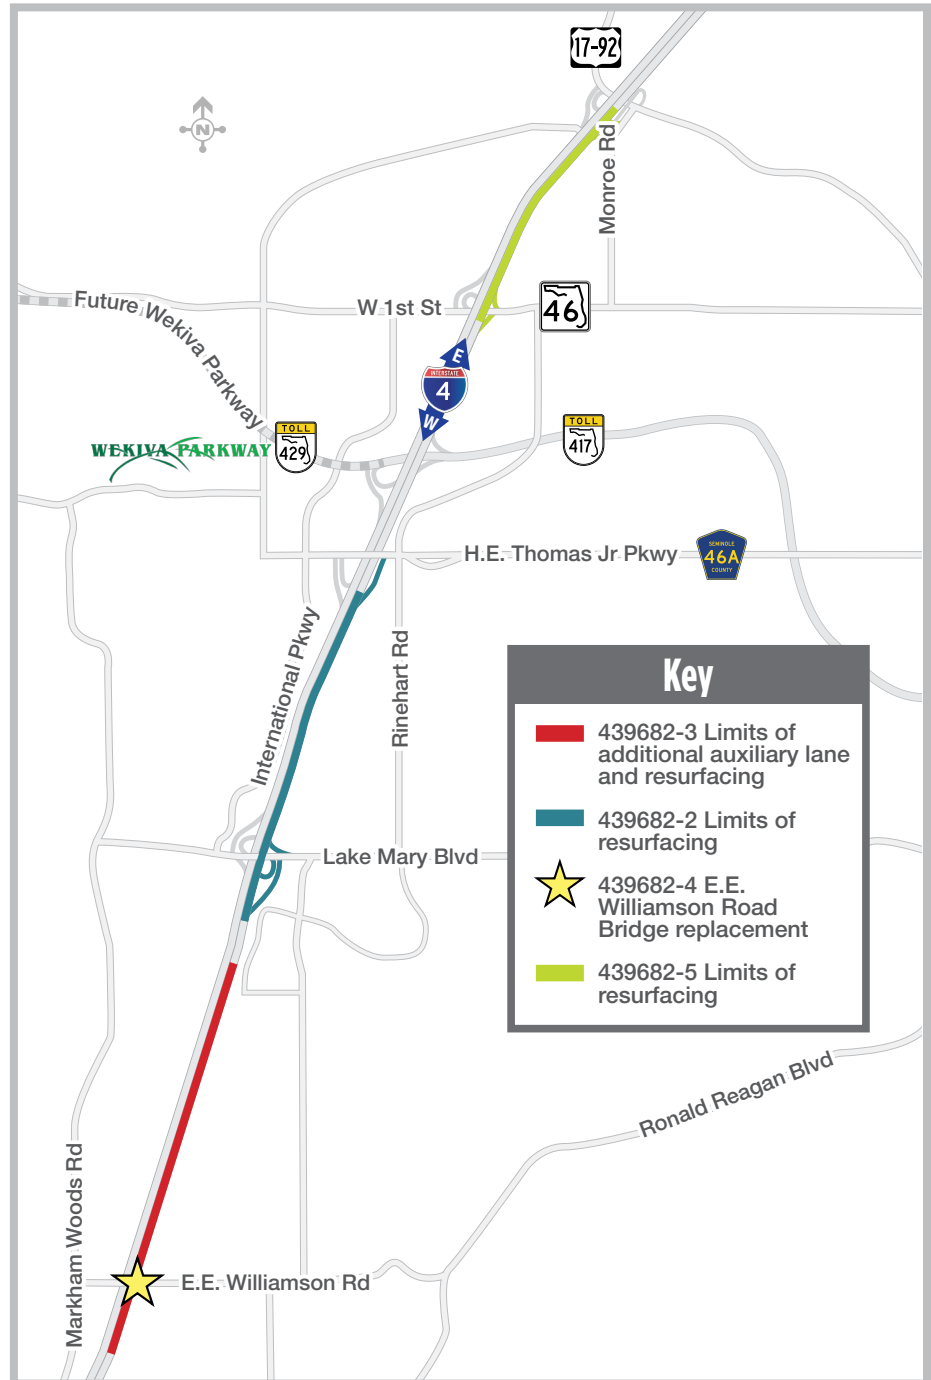 17-92
N
Monroe Rd
Future Wekiva Parkway
W 1st St
46
E
INTERSTATE
4
W
WEKIVA PARKWAY
TOLL
429
TOLL
417
H.E. Thomas Jr Pkwy
SEMINOLE
46A
COUNTY
International Pkwy
Rinehart Rd
Key
439682-3 Limits of
additional auxiliary lane
and resurfacing
439682-2 Limits of
resurfacing
439682-4 E.E.
Williamson Road
Bridge replacement
439682-5 Limits of
resurfacing
Lake Mary Blvd
Ronald Reagan Blvd
Markham Woods Rd
E.E. Williamson Rd